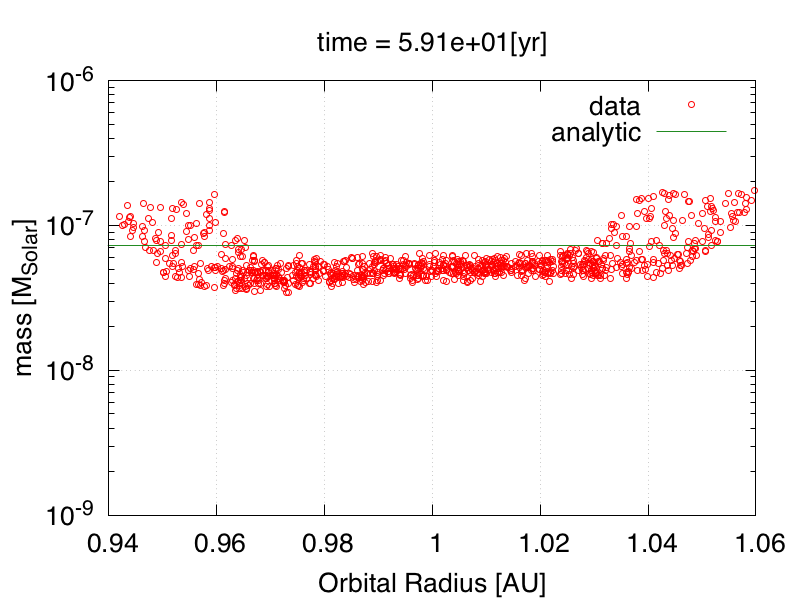 time = 5.91e+01[yr]
10^-6
data
analytic
10^-7
mass [M_Solar]
10^-8
10^-9
0.94 0.96 0.98 1 1.02 1.04 1.06
Orbital Radius [AU]